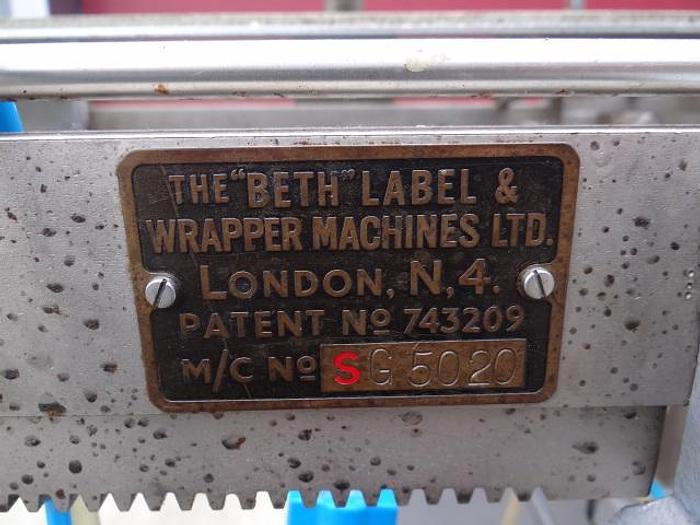 THE "BETH" LABEL &
WRAPPER MACHINES LTD.
LONDON, N,4.
PATENT Nº 743209
M/C Nº SG 5020